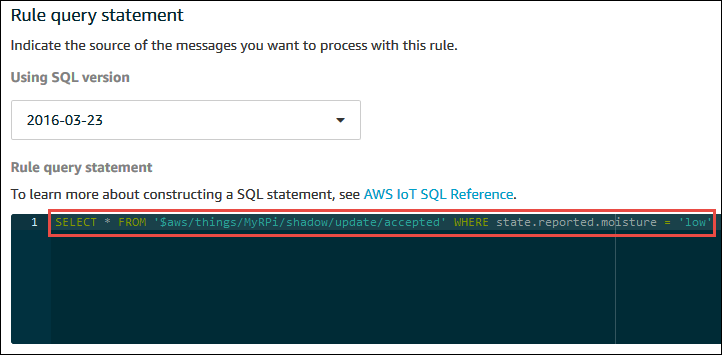 Rule query statement
Indicate the source of the messages you want to process with this rule.
Using SQL version
2016-03-23
Rule query statement
To learn more about constructing a SQL statement, see AWS IoT SQL Reference.
1 SELECT * FROM '$aws/things/MyRPi/shadow/update/accepted' WHERE state.reported.moisture = 'low'